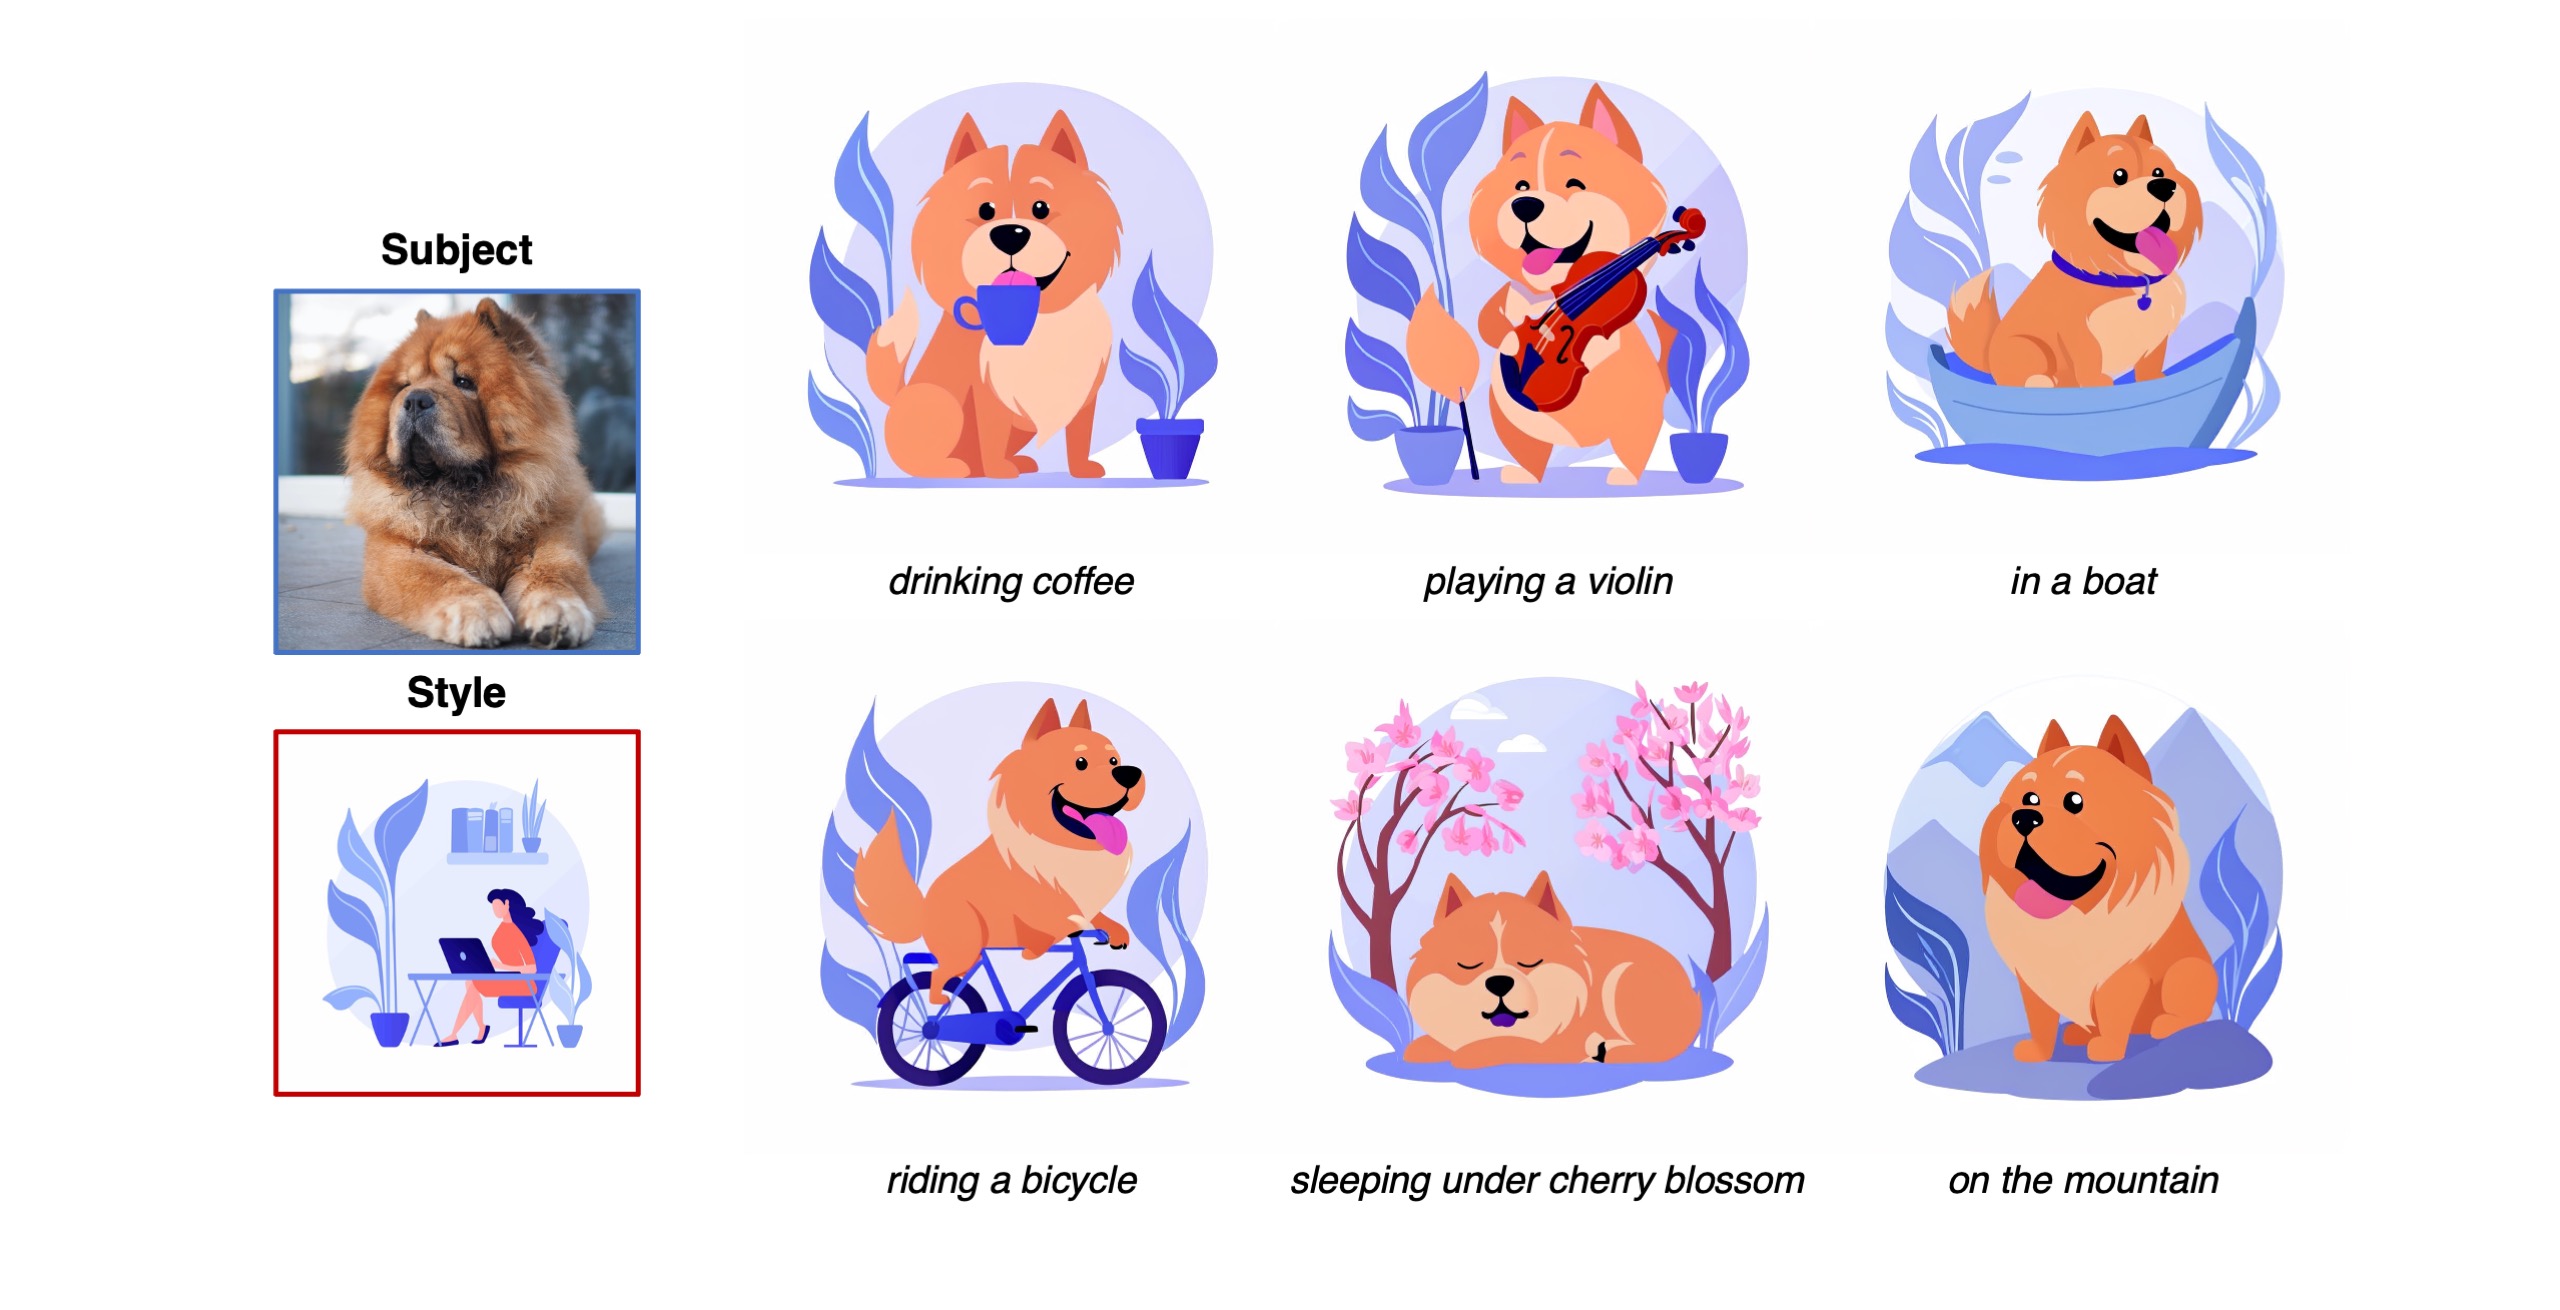 Subject
Style
drinking coffee
playing a violin
in a boat
riding a bicycle
sleeping under cherry blossom
on the mountain